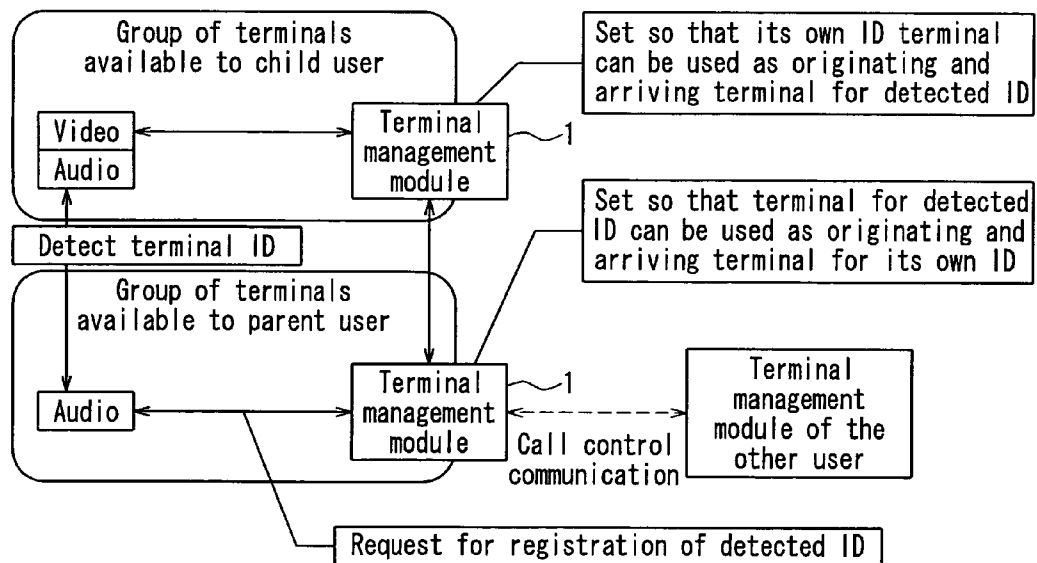 Group of terminals
available to child user
Video
Audio
Terminal
management
module
1
Set so that its own ID terminal
can be used as originating and
arriving terminal for detected ID
Detect terminal ID
Set so that terminal for detected
ID can be used as originating and
arriving terminal for its own ID
Group of terminals
available to parent user
Audio
Terminal
management
module
1
Call control
communication
Terminal
management
module of the
other user
Request for registration of detected ID